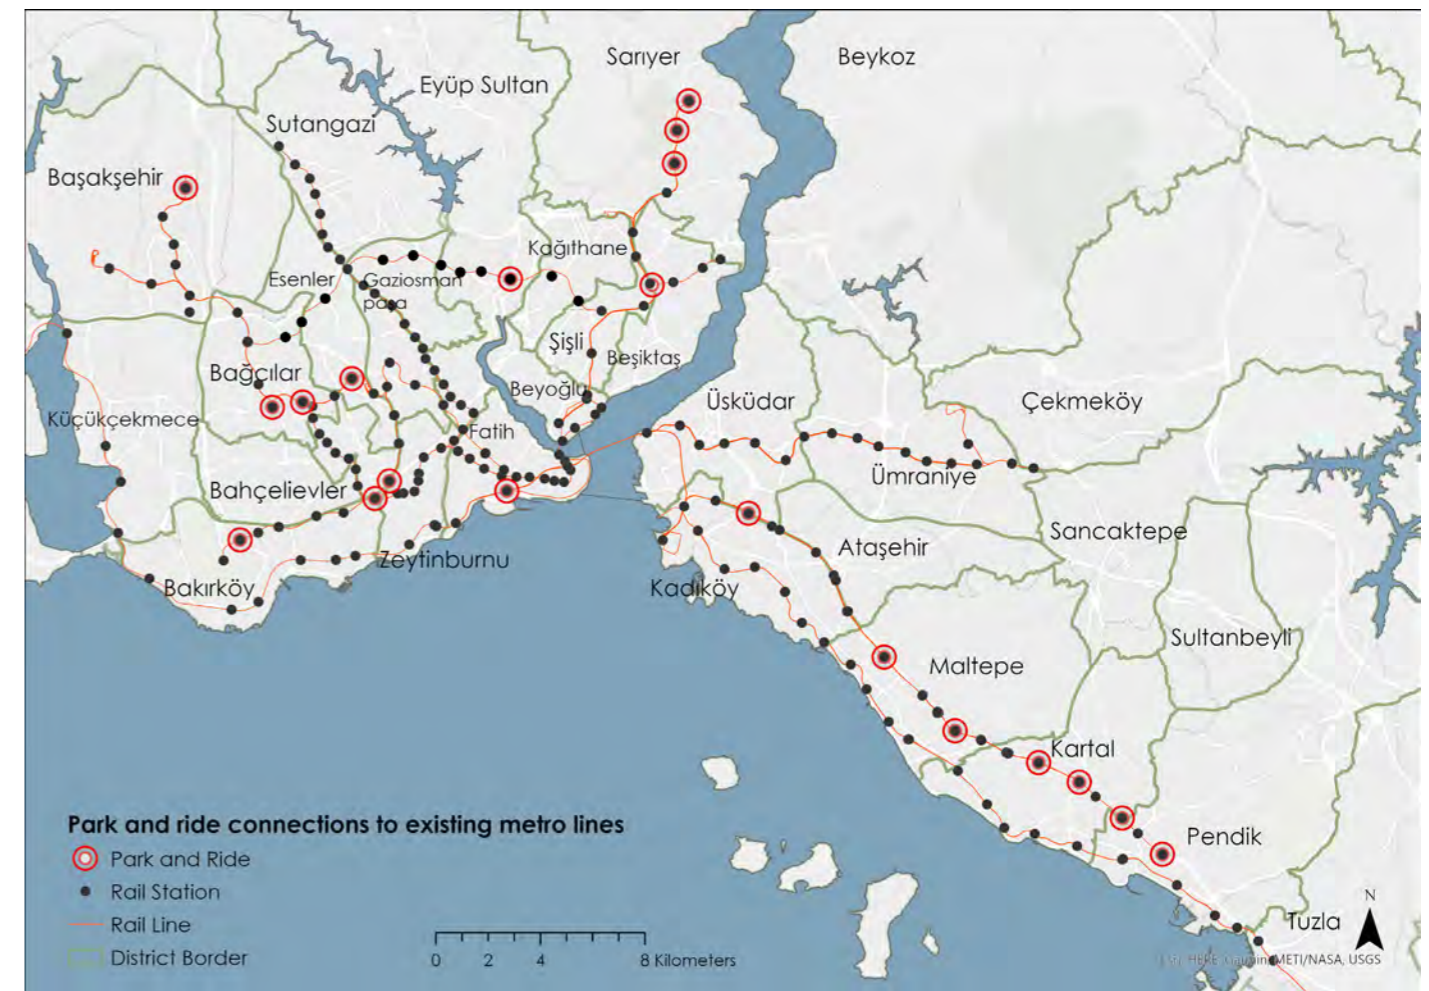 Sarıyer
Beykoz
Eyüp Sultan
Sutangazi
Başakşehir
Kağıthane
Esenler
Gaziosman
paşa
Şişli
Beşiktaş
Bağcılar
Beyoğlu
Üsküdar
Çekmeköy
Küçükçekmece
Fatih
Ümraniye
Bahçelievler
Sancaktepe
Ataşehir
Zeytinburnu
Bakırköy
Kadıköy
Sultanbeyli
Maltepe
Kartal
Pendik
Tuzla
Park and ride connections to existing metro lines
Park and Ride
Rail Station
Rail Line
District Border
0 2 4 8 Kilometers
N
HERE, Garmin, METI/NASA, USGS